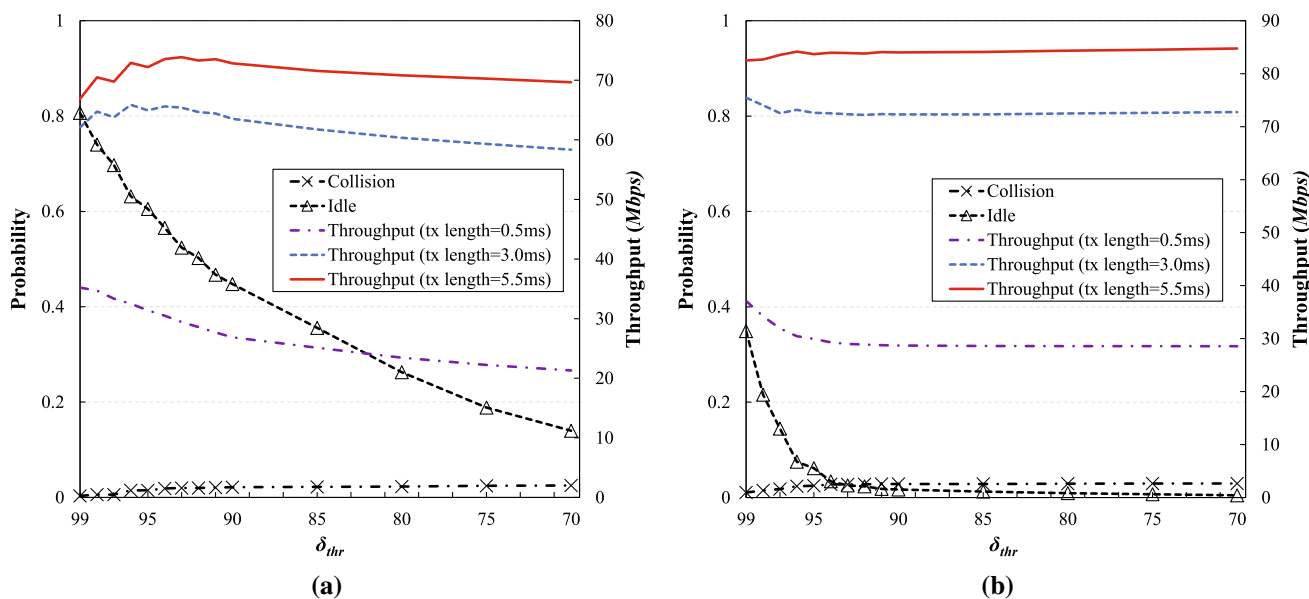 1
0.8
0.6
0.4
0.2
0
Probability
80
70
60
50
40
30
20
10
0
Throughput (Mbps)
Collision
Idle
Throughput (tx length=0.5ms)
Throughput (tx length=3.0ms)
Throughput (tx length=5.5ms)
99 95 90 85 80 75 70
δthr
(a)
1
0.8
0.6
0.4
0.2
0
Probability
90
80
70
60
50
40
30
20
10
0
Throughput (Mbps)
Collision
Idle
Throughput (tx length=0.5ms)
Throughput (tx length=3.0ms)
Throughput (tx length=5.5ms)
99 95 90 85 80 75 70
δthr
(b)